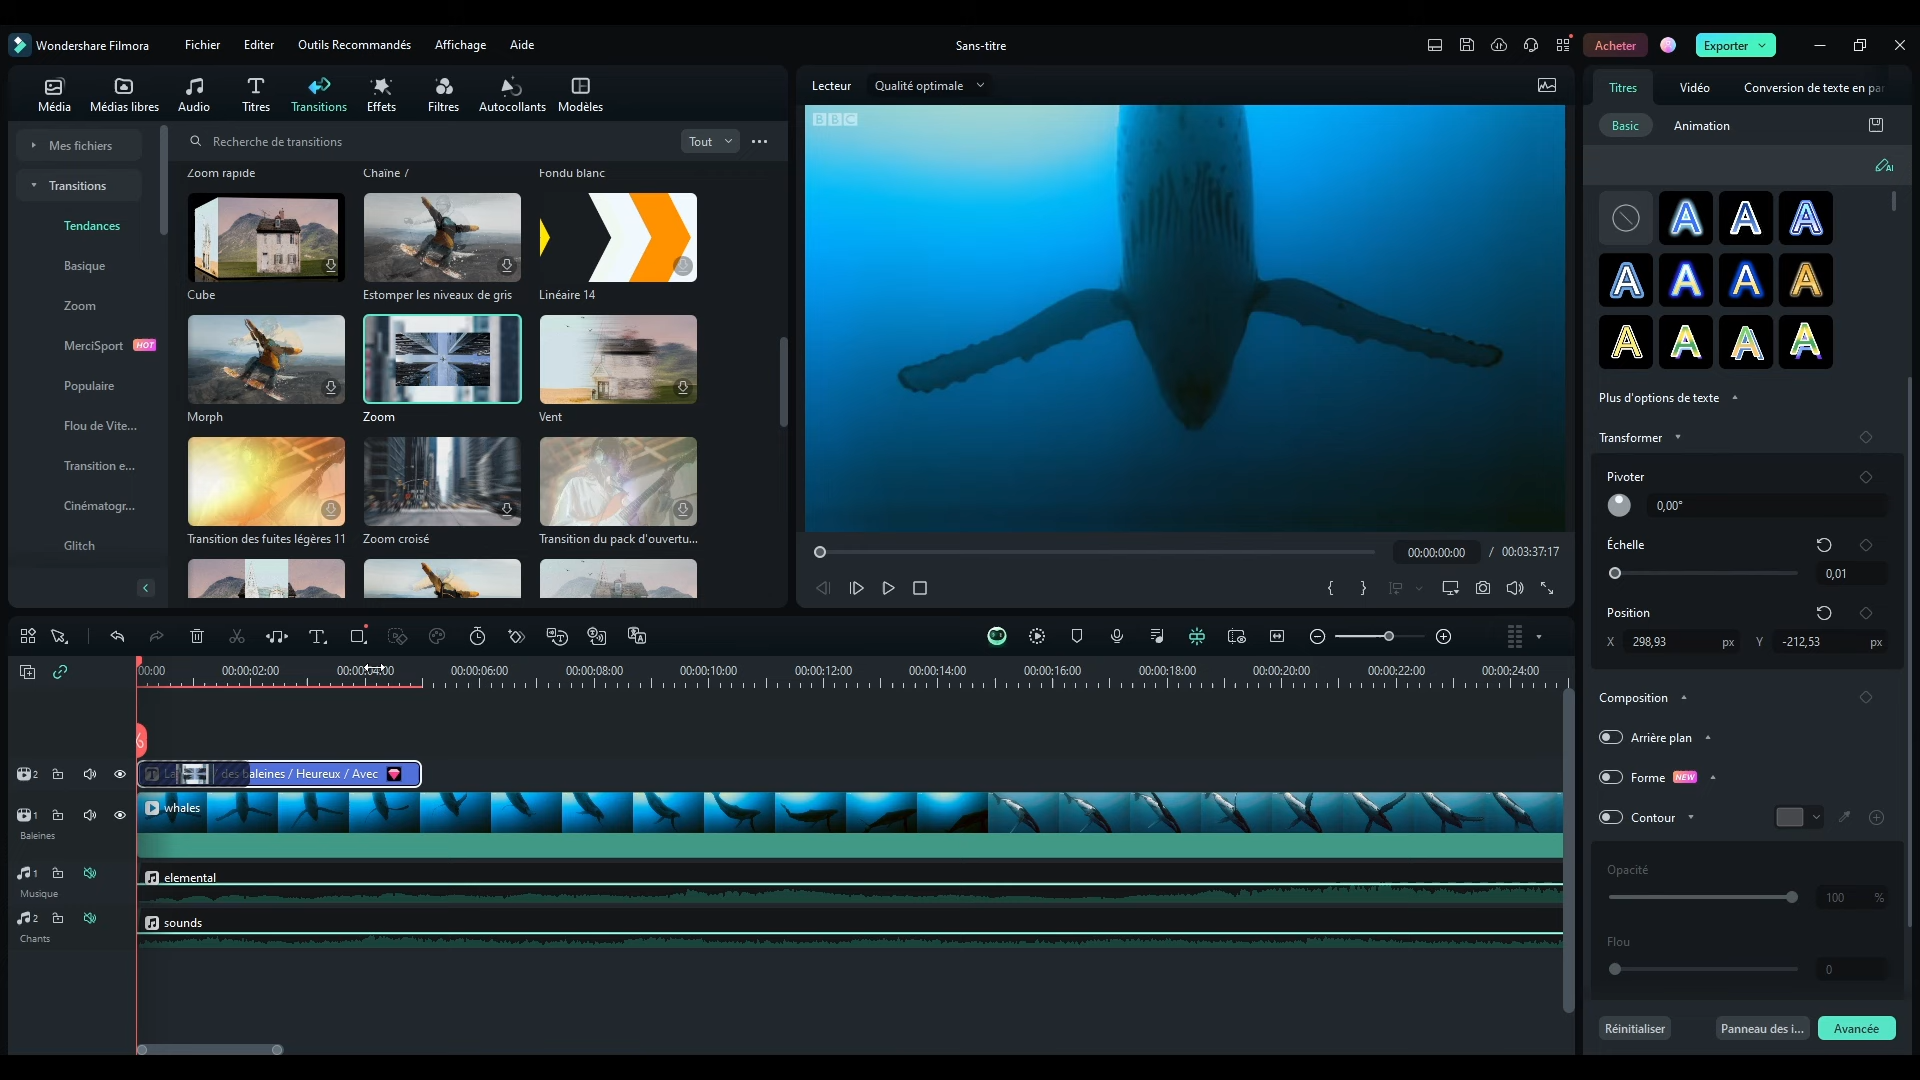 Wondershare Filmora
Fichier
Editer
Outils Recommandés
Affichage
Aide
Sans-titre
Acheter
Exporter
Média
Médias libres
Audio
Titres
Transitions
Effets
Filtres
Autocollants
Modèles
Lecteur
Qualité optimale
Titres
Vidéo
Conversion de texte en par
Basic
Animation
AI
Mes fichiers
Recherche de transitions
Tout
Transitions
Tendances
Basique
Zoom
MerciSport HOT
Populaire
Flou de Vite...
Transition e...
Cinématogr...
Glitch
Zoom rapide
Chaîne /
Fondu blanc
Cube
Estomper les niveaux de gris
Linéaire 14
Morph
Zoom
Vent
Transition des fuites légères 11
Zoom croisé
Transition du pack d'ouvertu...
BBC
00:00:00:00 / 00:03:37:17
Plus d'options de texte
Transformer
Pivoter
0,00°
Échelle
0,01
Position
X 298,93 px Y -212,53 px
Composition
Arrière plan
Forme NEW
Contour
Opacité
100 %
Flou
0
Réinitialiser
Panneau des i...
Avancée
00:00 00:00:02:00 00:00:04:00 00:00:06:00 00:00:08:00 00:00:10:00 00:00:12:00 00:00:14:00 00:00:16:00 00:00:18:00 00:00:20:00 00:00:22:00 00:00:24:00
2
des baleines / Heureux / Avec
1
Baleines
whales
1
Musique
elemental
2
Chants
sounds